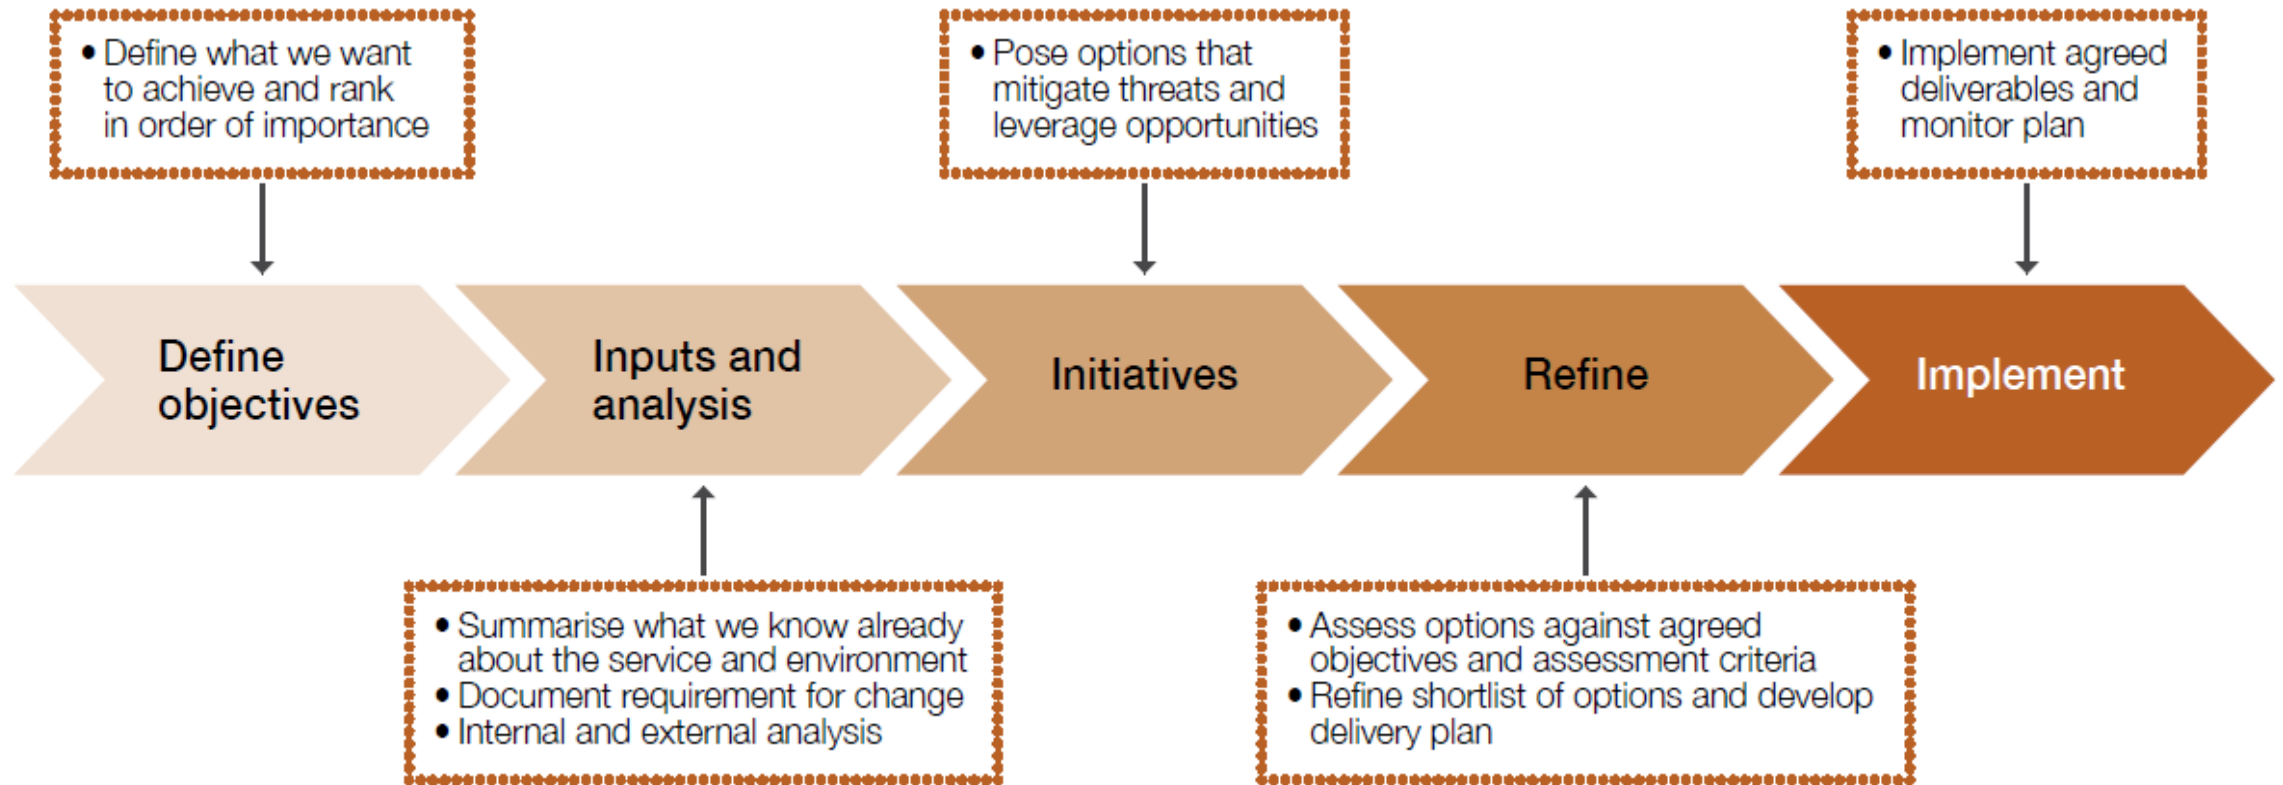 • Define what we want
to achieve and rank
in order of importance
• Pose options that
mitigate threats and
leverage opportunities
• Implement agreed
deliverables and
monitor plan
Define
objectives
Inputs and
analysis
Initiatives
Refine
Implement
• Summarise what we know already
about the service and environment
• Document requirement for change
• Internal and external analysis
• Assess options against agreed
objectives and assessment criteria
• Refine shortlist of options and develop
delivery plan